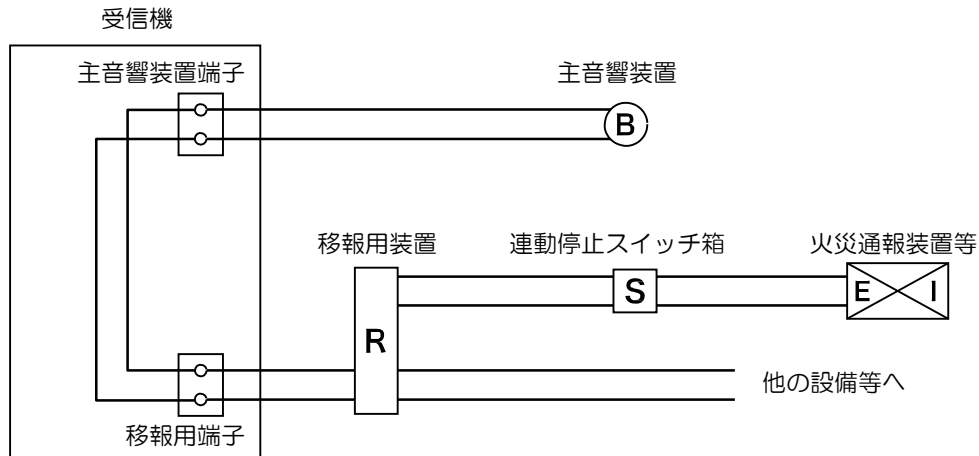 受信機
主音響装置端子
主音響装置
B
移報用装置
連動停止スイッチ箱
火災通報装置等
S
E I
R
他の設備等へ
移報用端子